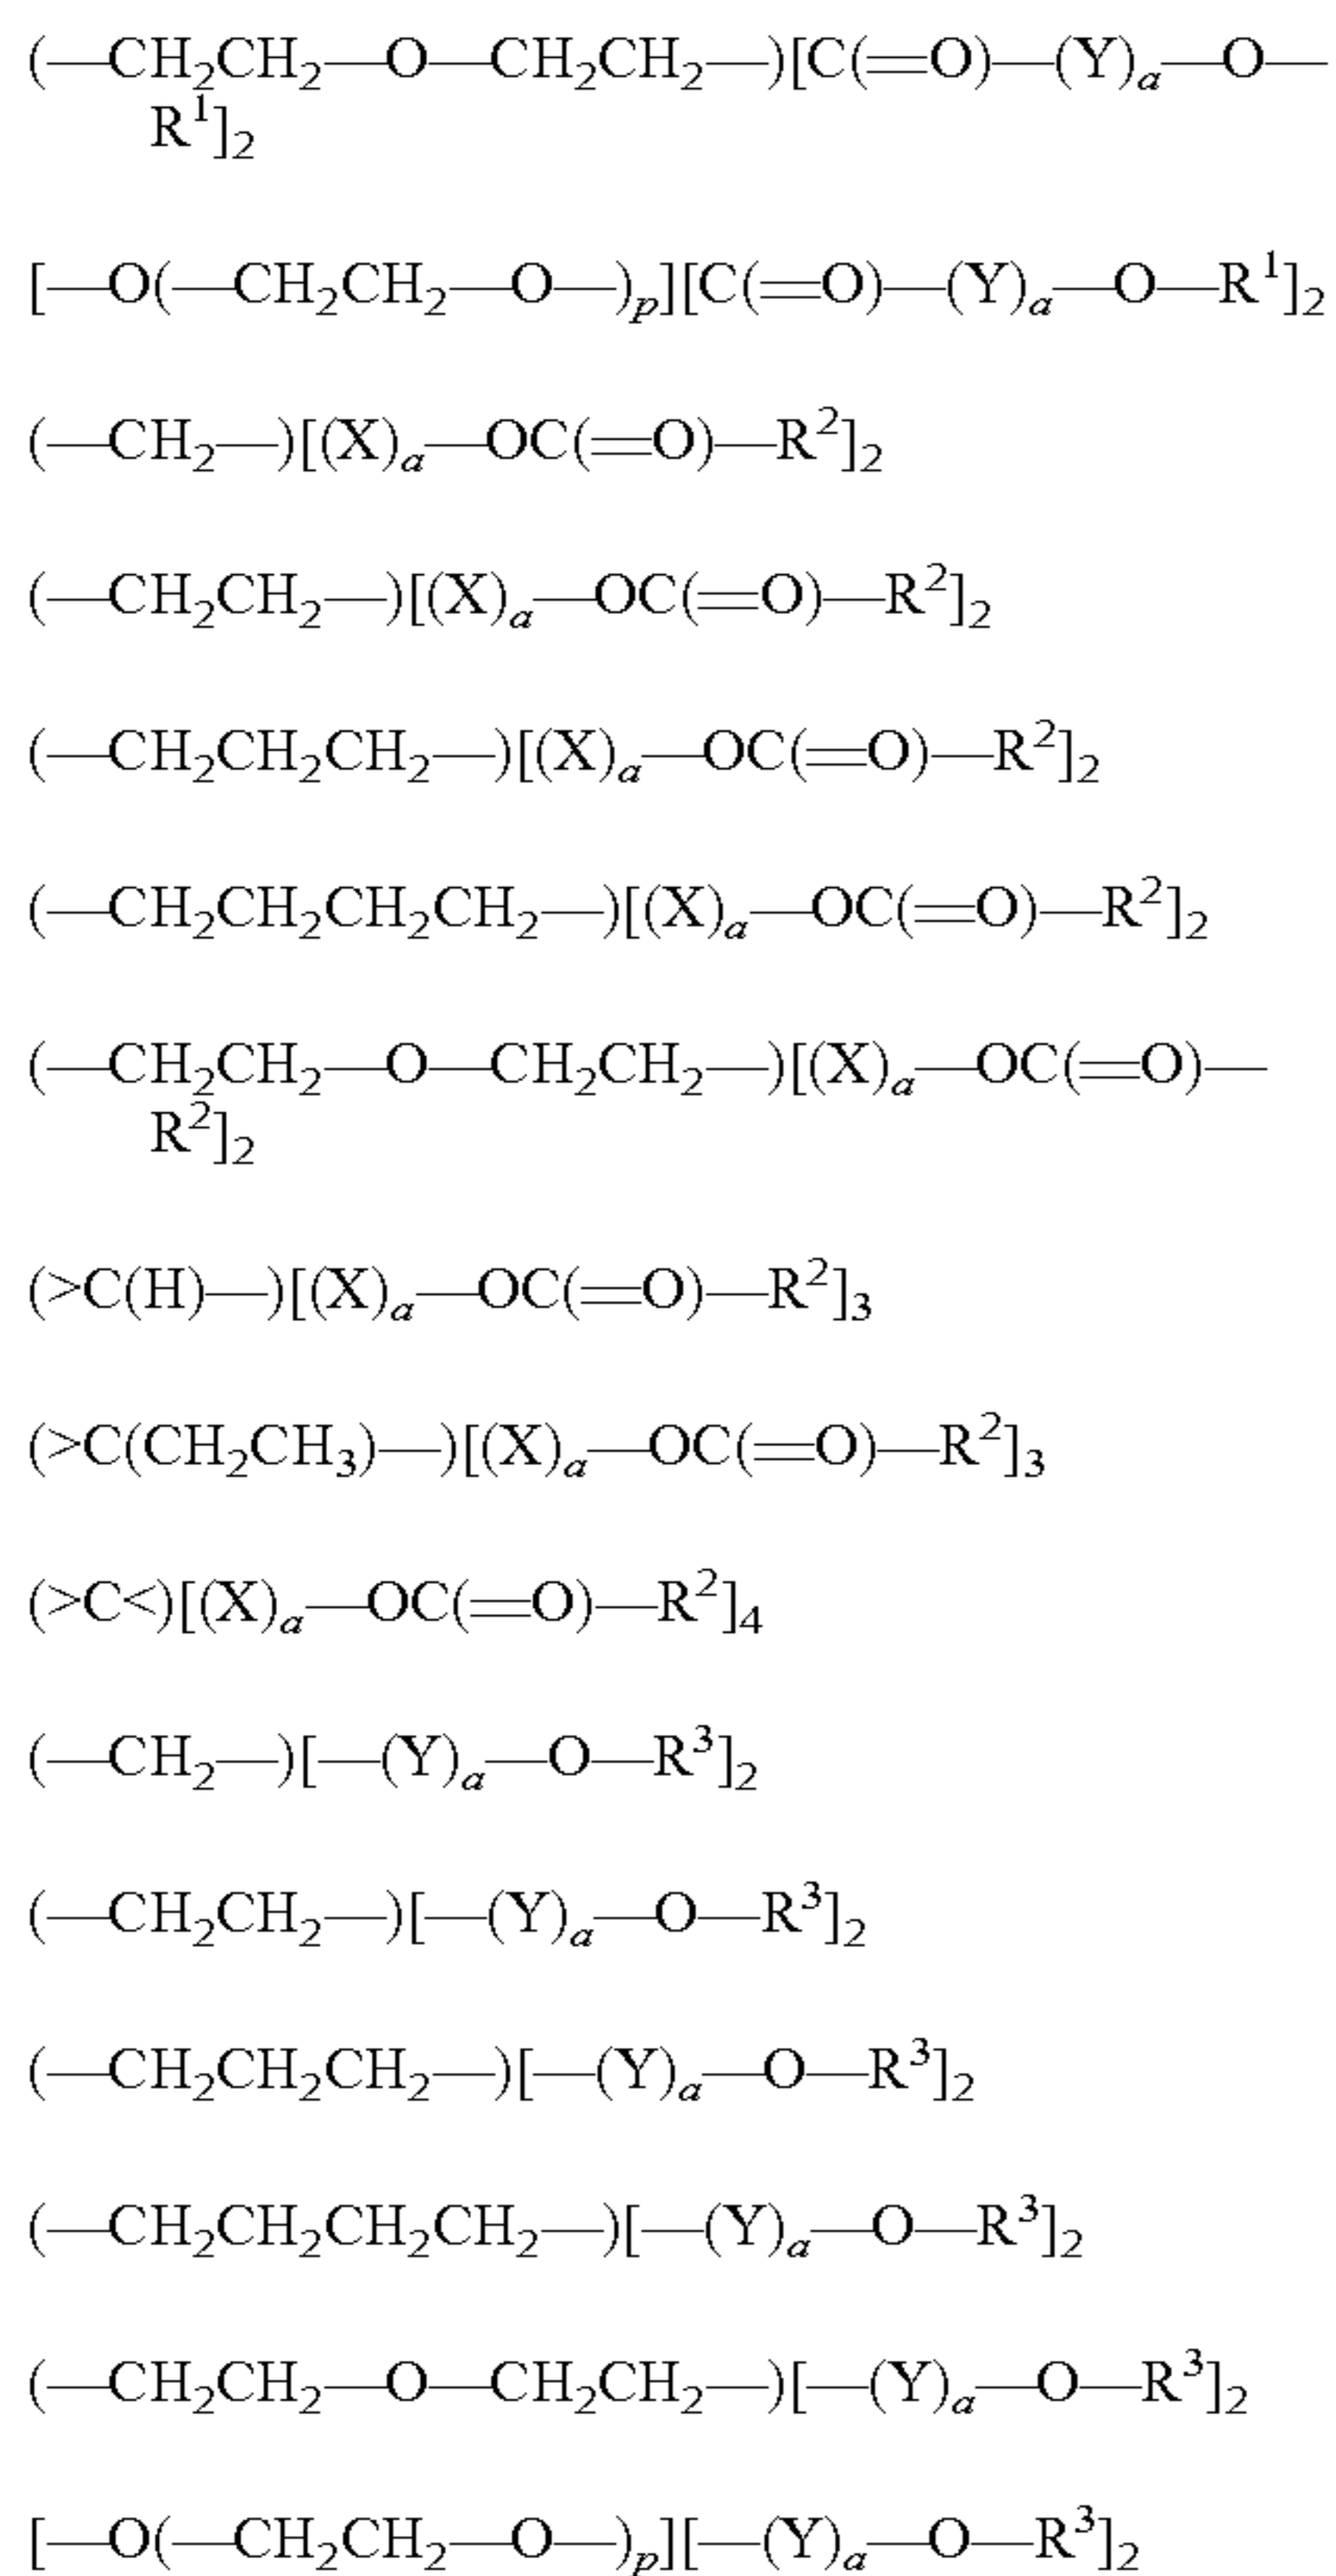 (—CH₂CH₂—O—CH₂CH₂—)[C(=O)—(Y)ₐ—O—
R¹]₂
[—O(—CH₂CH₂—O—)ₚ][C(=O)—(Y)ₐ—O—R¹]₂
(—CH₂—)[(X)ₐ—OC(=O)—R²]₂
(—CH₂CH₂—)[(X)ₐ—OC(=O)—R²]₂
(—CH₂CH₂CH₂—)[(X)ₐ—OC(=O)—R²]₂
(—CH₂CH₂CH₂CH₂—)[(X)ₐ—OC(=O)—R²]₂
(—CH₂CH₂—O—CH₂CH₂—)[(X)ₐ—OC(=O)—
R²]₂
(>C(H)—)[(X)ₐ—OC(=O)—R²]₃
(>C(CH₂CH₃)—)[(X)ₐ—OC(=O)—R²]₃
(>C<)[(X)ₐ—OC(=O)—R²]₄
(—CH₂—)[—(Y)ₐ—O—R³]₂
(—CH₂CH₂—)[—(Y)ₐ—O—R³]₂
(—CH₂CH₂CH₂—)[—(Y)ₐ—O—R³]₂
(—CH₂CH₂CH₂CH₂—)[—(Y)ₐ—O—R³]₂
(—CH₂CH₂—O—CH₂CH₂—)[—(Y)ₐ—O—R³]₂
[—O(—CH₂CH₂—O—)ₚ][—(Y)ₐ—O—R³]₂